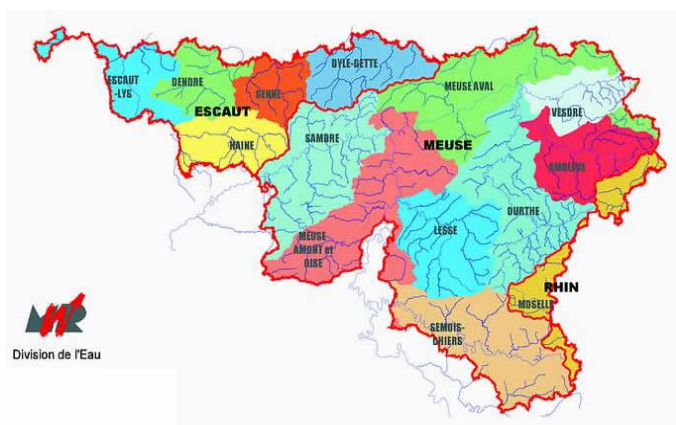 DYLE-GETTE
ESCAUT
-LYS
DENDRE
SENNE
MEUSE AVAL
ESCAUT
VESDRE
HAINE
SAMBRE
MEUSE
AMBLEVE
OURTHE
MEUSE
AMONT et
OISE
LESSE
RHIN
MOSELLE
SEMOIS-
CHIERS
Division de l'Eau